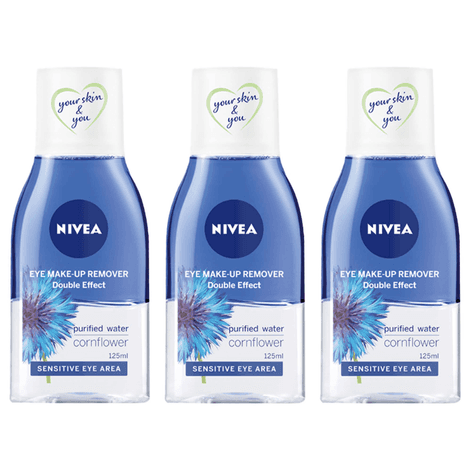 your skin
&
you
NIVEA
EYE MAKE-UP REMOVER
Double Effect
purified water
cornflower
125ml
SENSITIVE EYE AREA
your skin
&
you
NIVEA
EYE MAKE-UP REMOVER
Double Effect
purified water
cornflower
125ml
SENSITIVE EYE AREA
your skin
&
you
NIVEA
EYE MAKE-UP REMOVER
Double Effect
purified water
cornflower
125ml
SENSITIVE EYE AREA